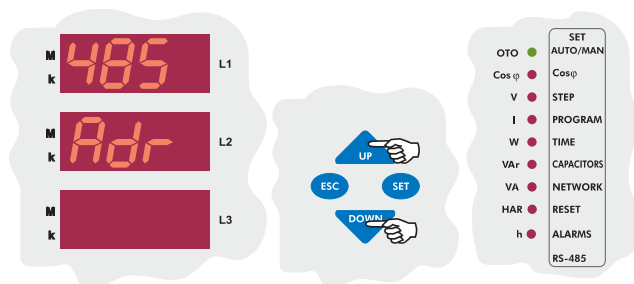 M
k
485
L1
M
k
Adr
L2
M
k
L3
UP
ESC
SET
DOWN
SET
OTO AUTO/MAN
Cos φ Cosφ
V STEP
I PROGRAM
W TIME
VAr CAPACITORS
VA NETWORK
HAR RESET
h ALARMS
RS-485